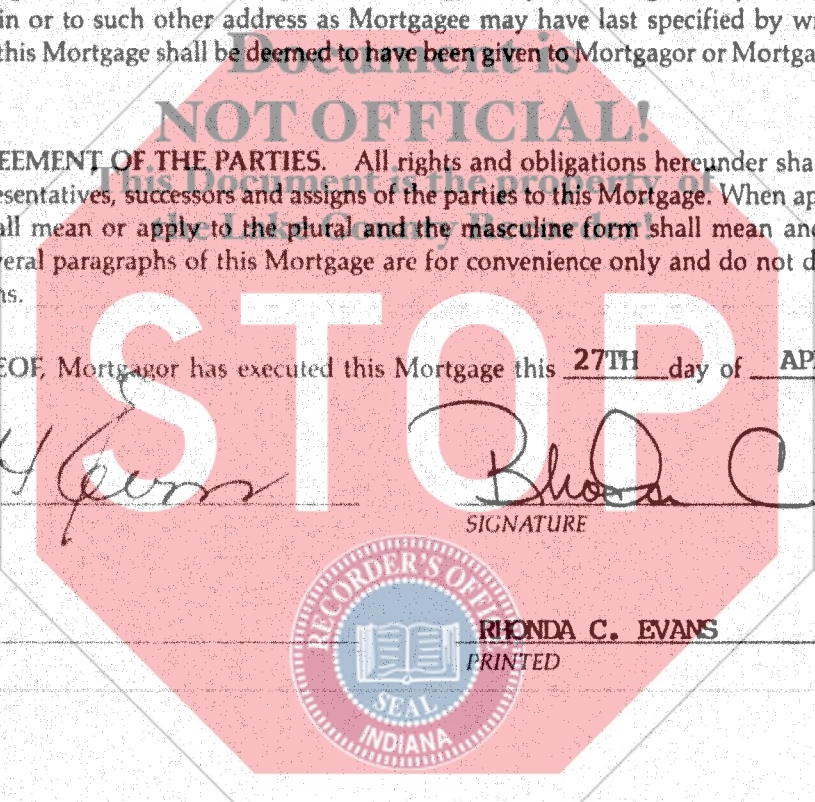 in or to such other address as Mortgagee may have last specified by
this Mortgage shall be deemed to have been given to Mortgagor or
Document is
NOT OFFICIAL!
EEMENT OF THE PARTIES. All rights and obligations hereunder sha
This Document is the property of
esentatives, successors and assigns of the parties to this Mortgage. When ap
the Lake County Recorder!
all mean or apply to the plural and the masculine form shall mean and
veral paragraphs of this Mortgage are for convenience only and do not d
ns.
STOP
EOF, Mortgagor has executed this Mortgage this 27TH day of AP
H Evans
Rhonda C
SIGNATURE
RECORDER'S OFFICE
RHONDA C. EVANS
PRINTED
SEAL
INDIANA